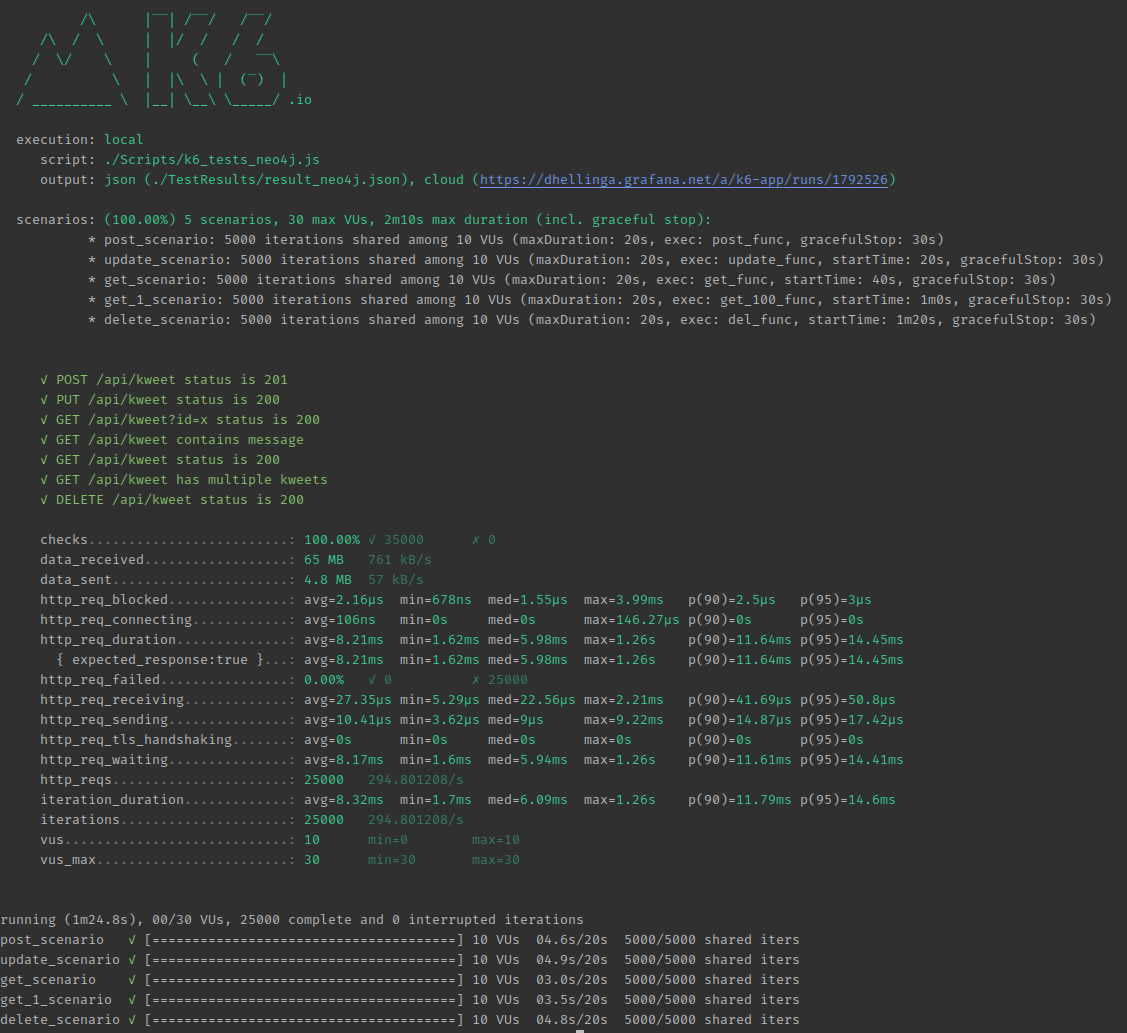 /\      |‾‾| /‾‾/   /‾‾/
     /\  /  \     |  |/  /   /  /
    /  \/    \    |     (   /   ‾‾\
   /          \   |  |\  \ |  (‾)  |
  / __________ \  |__| \__\ \_____/ .io

  execution: local
     script: ./Scripts/k6_tests_neo4j.js
     output: json (./TestResults/result_neo4j.json), cloud (https://dhellinga.grafana.net/a/k6-app/runs/1792526)

  scenarios: (100.00%) 5 scenarios, 30 max VUs, 2m10s max duration (incl. graceful stop):
           * post_scenario: 5000 iterations shared among 10 VUs (maxDuration: 20s, exec: post_func, gracefulStop: 30s)
           * update_scenario: 5000 iterations shared among 10 VUs (maxDuration: 20s, exec: update_func, startTime: 20s, gracefulStop: 30s)
           * get_scenario: 5000 iterations shared among 10 VUs (maxDuration: 20s, exec: get_func, startTime: 40s, gracefulStop: 30s)
           * get_1_scenario: 5000 iterations shared among 10 VUs (maxDuration: 20s, exec: get_100_func, startTime: 1m0s, gracefulStop: 30s)
           * delete_scenario: 5000 iterations shared among 10 VUs (maxDuration: 20s, exec: del_func, startTime: 1m20s, gracefulStop: 30s)

     √ POST /api/kweet status is 201
     √ PUT /api/kweet status is 200
     √ GET /api/kweet?id=x status is 200
     √ GET /api/kweet contains message
     √ GET /api/kweet status is 200
     √ GET /api/kweet has multiple kweets
     √ DELETE /api/kweet status is 200

     checks.........................: 100.00% √ 35000      ✗ 0
     data_received..................: 65 MB   761 kB/s
     data_sent......................: 4.8 MB  57 kB/s
     http_req_blocked...............: avg=2.16µs  min=678ns  med=1.55µs  max=3.99ms   p(90)=2.5µs   p(95)=3µs
     http_req_connecting............: avg=106ns   min=0s     med=0s      max=146.27µs p(90)=0s      p(95)=0s
     http_req_duration..............: avg=8.21ms  min=1.62ms med=5.98ms  max=1.26s    p(90)=11.64ms p(95)=14.45ms
       { expected_response:true }...: avg=8.21ms  min=1.62ms med=5.98ms  max=1.26s    p(90)=11.64ms p(95)=14.45ms
     http_req_failed................: 0.00%   √ 0          ✗ 25000
     http_req_receiving.............: avg=27.35µs min=5.29µs med=22.56µs max=2.21ms   p(90)=41.69µs p(95)=50.8µs
     http_req_sending...............: avg=10.41µs min=3.62µs med=9µs     max=9.22ms   p(90)=14.87µs p(95)=17.42µs
     http_req_tls_handshaking.......: avg=0s      min=0s     med=0s      max=0s       p(90)=0s      p(95)=0s
     http_req_waiting...............: avg=8.17ms  min=1.6ms  med=5.94ms  max=1.26s    p(90)=11.61ms p(95)=14.41ms
     http_reqs......................: 25000   294.801208/s
     iteration_duration.............: avg=8.32ms  min=1.7ms  med=6.09ms  max=1.26s    p(90)=11.79ms p(95)=14.6ms
     iterations.....................: 25000   294.801208/s
     vus............................: 10      min=0        max=10
     vus_max........................: 30      min=30       max=30

running (1m24.8s), 00/30 VUs, 25000 complete and 0 interrupted iterations
post_scenario   √ [======================================] 10 VUs  04.6s/20s  5000/5000 shared iters
update_scenario √ [======================================] 10 VUs  04.9s/20s  5000/5000 shared iters
get_scenario    √ [======================================] 10 VUs  03.0s/20s  5000/5000 shared iters
get_1_scenario  √ [======================================] 10 VUs  03.5s/20s  5000/5000 shared iters
delete_scenario √ [======================================] 10 VUs  04.8s/20s  5000/5000 shared iters